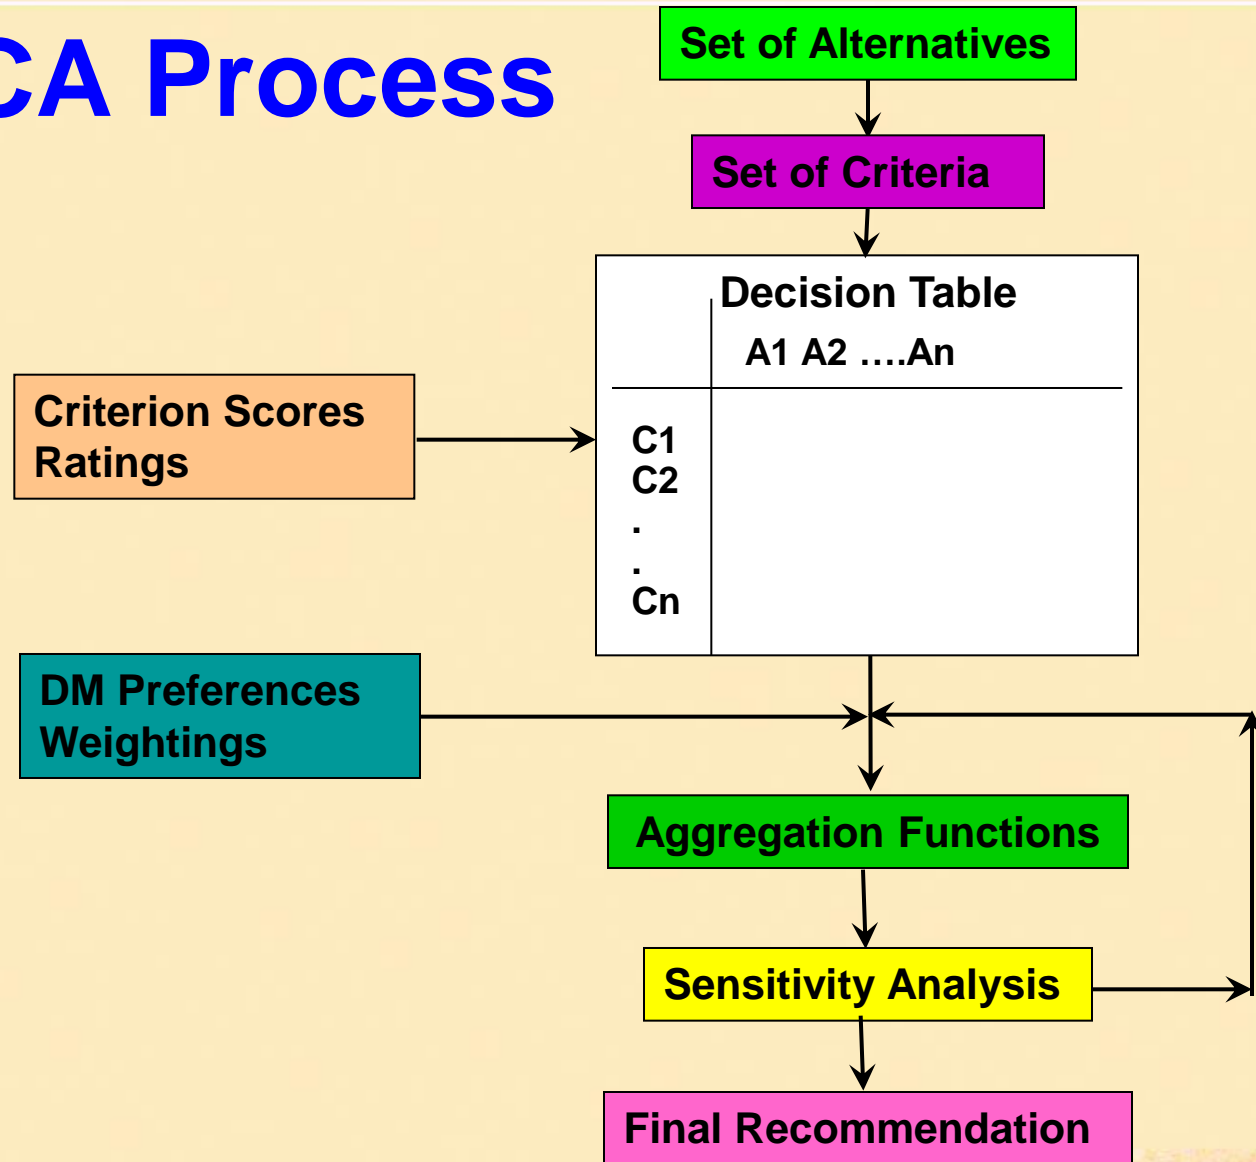 CA Process
Set of Alternatives
Set of Criteria
Decision Table
A1 A2 ….An
Criterion Scores
Ratings
C1
C2
.
.
Cn
DM Preferences
Weightings
Aggregation Functions
Sensitivity Analysis
Final Recommendation